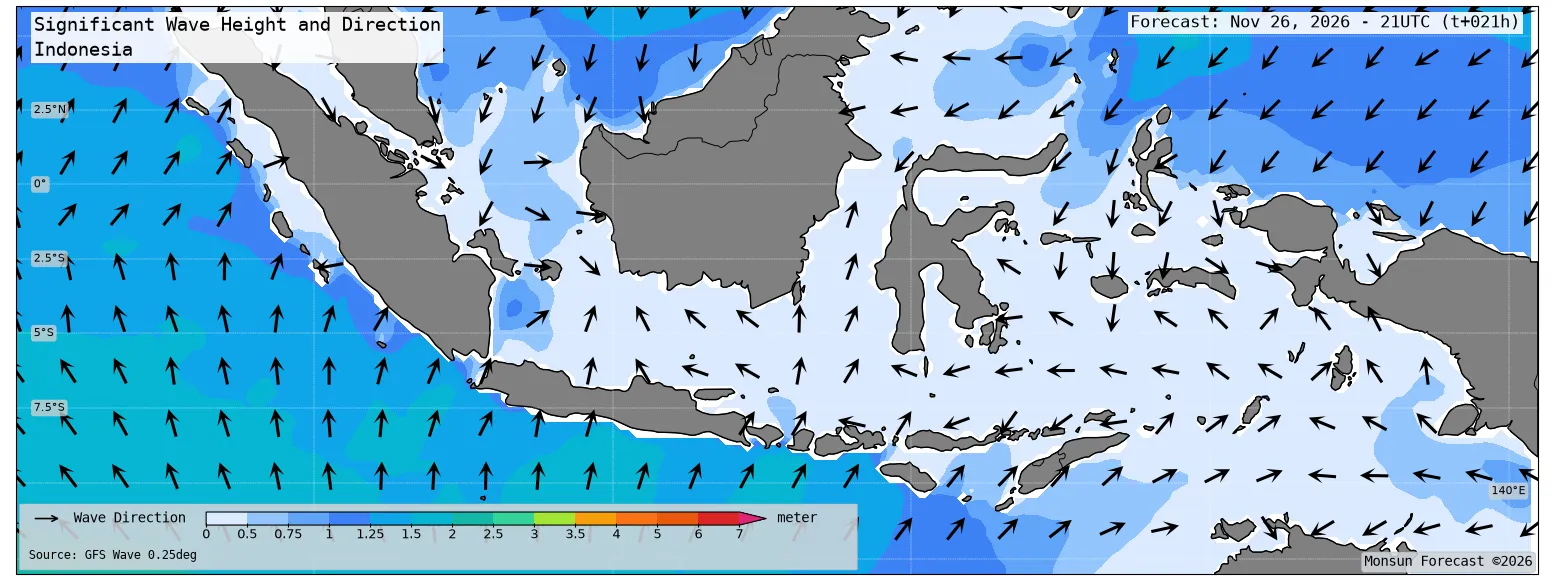 Significant Wave Height and Direction
Indonesia
Forecast: Nov 26, 2026 - 21UTC (t+021h)
2.5°N
0°
2.5°S
5°S
7.5°S
140°E
Wave Direction
meter
0 0.5 0.75 1 1.25 1.5 2 2.5 3 3.5 4 5 6 7
Source: GFS Wave 0.25deg
Monsun Forecast ©2026